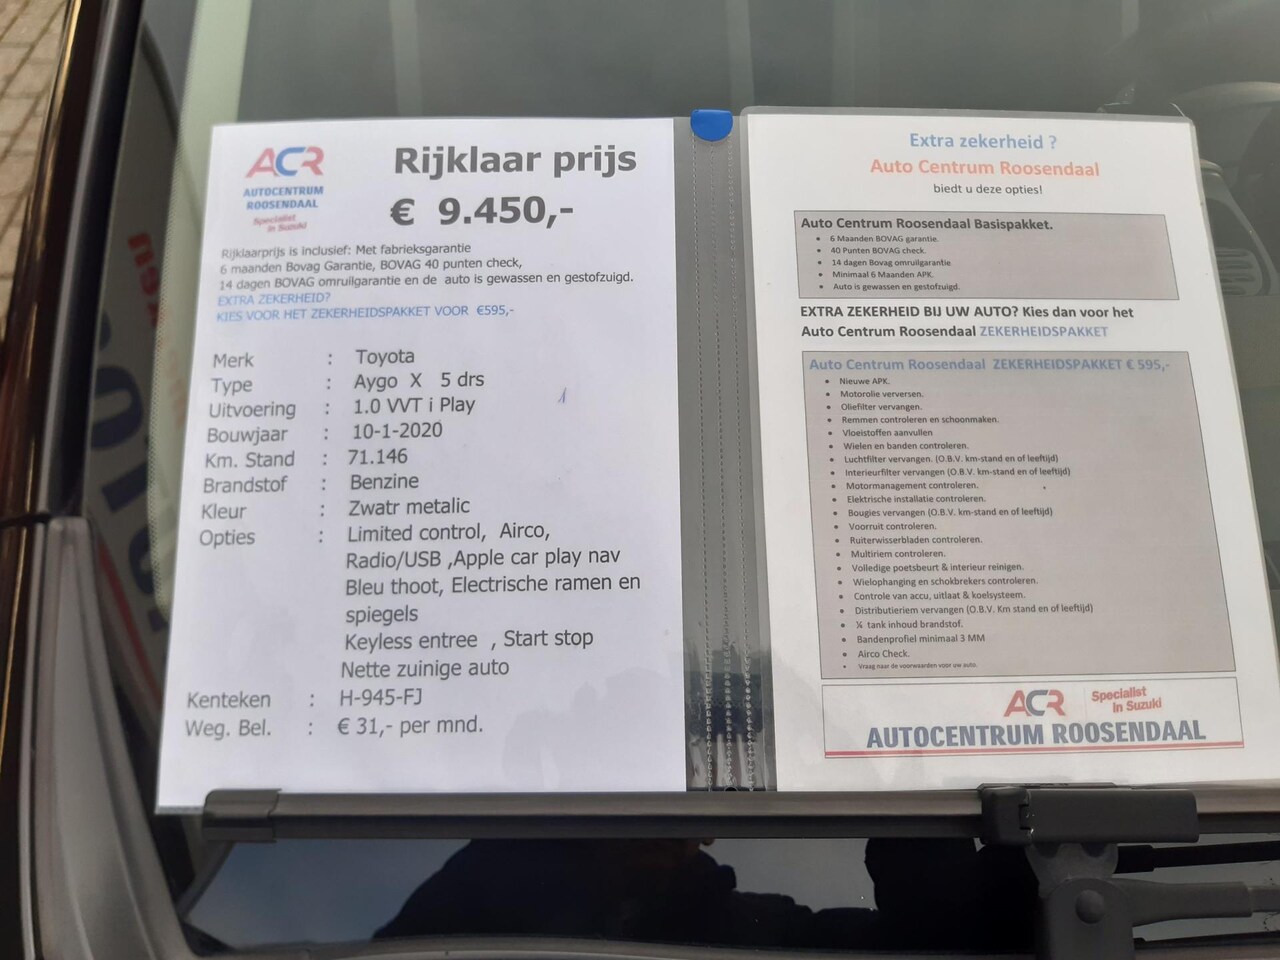 ACR
AUTOCENTRUM
ROOSENDAAL
Specialist
in Suzuki
Rijklaar prijs
€ 9.450,-
Rijklaarprijs is inclusief: Met fabrieksgarantie
6 maanden Bovag Garantie, BOVAG 40 punten check,
14 dagen BOVAG omruilgarantie en de auto is gewassen en gestofzuigd.
EXTRA ZEKERHEID?
KIES VOOR HET ZEKERHEIDSPAKKET VOOR €595,-
Merk : Toyota
Type : Aygo X 5 drs
Uitvoering : 1.0 VVT i Play
Bouwjaar : 10-1-2020
Km. Stand : 71.146
Brandstof : Benzine
Kleur : Zwatr metalic
Opties : Limited control, Airco,
Radio/USB ,Apple car play nav
Bleu thoot, Electrische ramen en
spiegels
Keyless entree , Start stop
Nette zuinige auto
Kenteken : H-945-FJ
Weg. Bel. : € 31,- per mnd.
Extra zekerheid ?
Auto Centrum Roosendaal
biedt u deze opties!
Auto Centrum Roosendaal Basispakket.
• 6 Maanden BOVAG garantie.
• 40 Punten BOVAG check.
• 14 dagen Bovag omruilgarantie
• Minimaal 6 Maanden APK.
• Auto is gewassen en gestofzuigd.
EXTRA ZEKERHEID BIJ UW AUTO? Kies dan voor het
Auto Centrum Roosendaal ZEKERHEIDSPAKKET
Auto Centrum Roosendaal ZEKERHEIDSPAKKET € 595,-
• Nieuwe APK.
• Motorolie verversen.
• Oliefilter vervangen.
• Remmen controleren en schoonmaken.
• Vloeistoffen aanvullen
• Wielen en banden controleren.
• Luchtfilter vervangen. (O.B.V. km-stand en of leeftijd)
• Interieurfilter vervangen (O.B.V. km-stand en of leeftijd)
• Motormanagement controleren.
• Elektrische installatie controleren.
• Bougies vervangen (O.B.V. km-stand en of leeftijd)
• Voorruit controleren.
• Ruiterwisserbladen controleren.
• Multiriem controleren.
• Volledige poetsbeurt & interieur reinigen.
• Wielophanging en schokbrekers controleren.
• Controle van accu, uitlaat & koelsysteem.
• Distributieriem vervangen (O.B.V. Km stand en of leeftijd)
• ¼ tank inhoud brandstof.
• Bandenprofiel minimaal 3 MM
• Airco Check.
• Vraag naar de voorwaarden voor uw auto.
ACR Specialist
in Suzuki
AUTOCENTRUM ROOSENDAAL